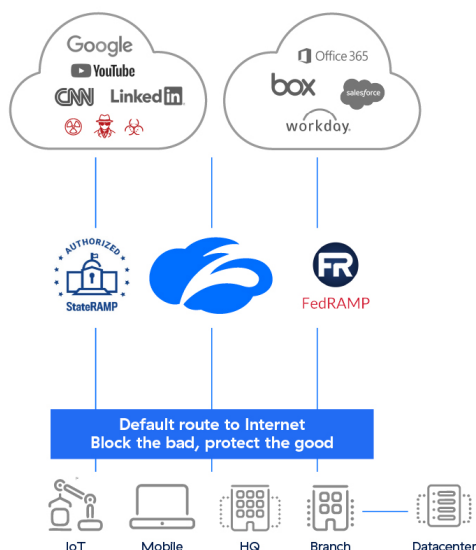 Google
YouTube
CNN
LinkedIn
Office 365
box
salesforce
workday.
AUTHORIZED
StateRAMP
FR
FedRAMP
Default route to Internet
Block the bad, protect the good
IoT
Mobile
HQ
Branch
Datacenter